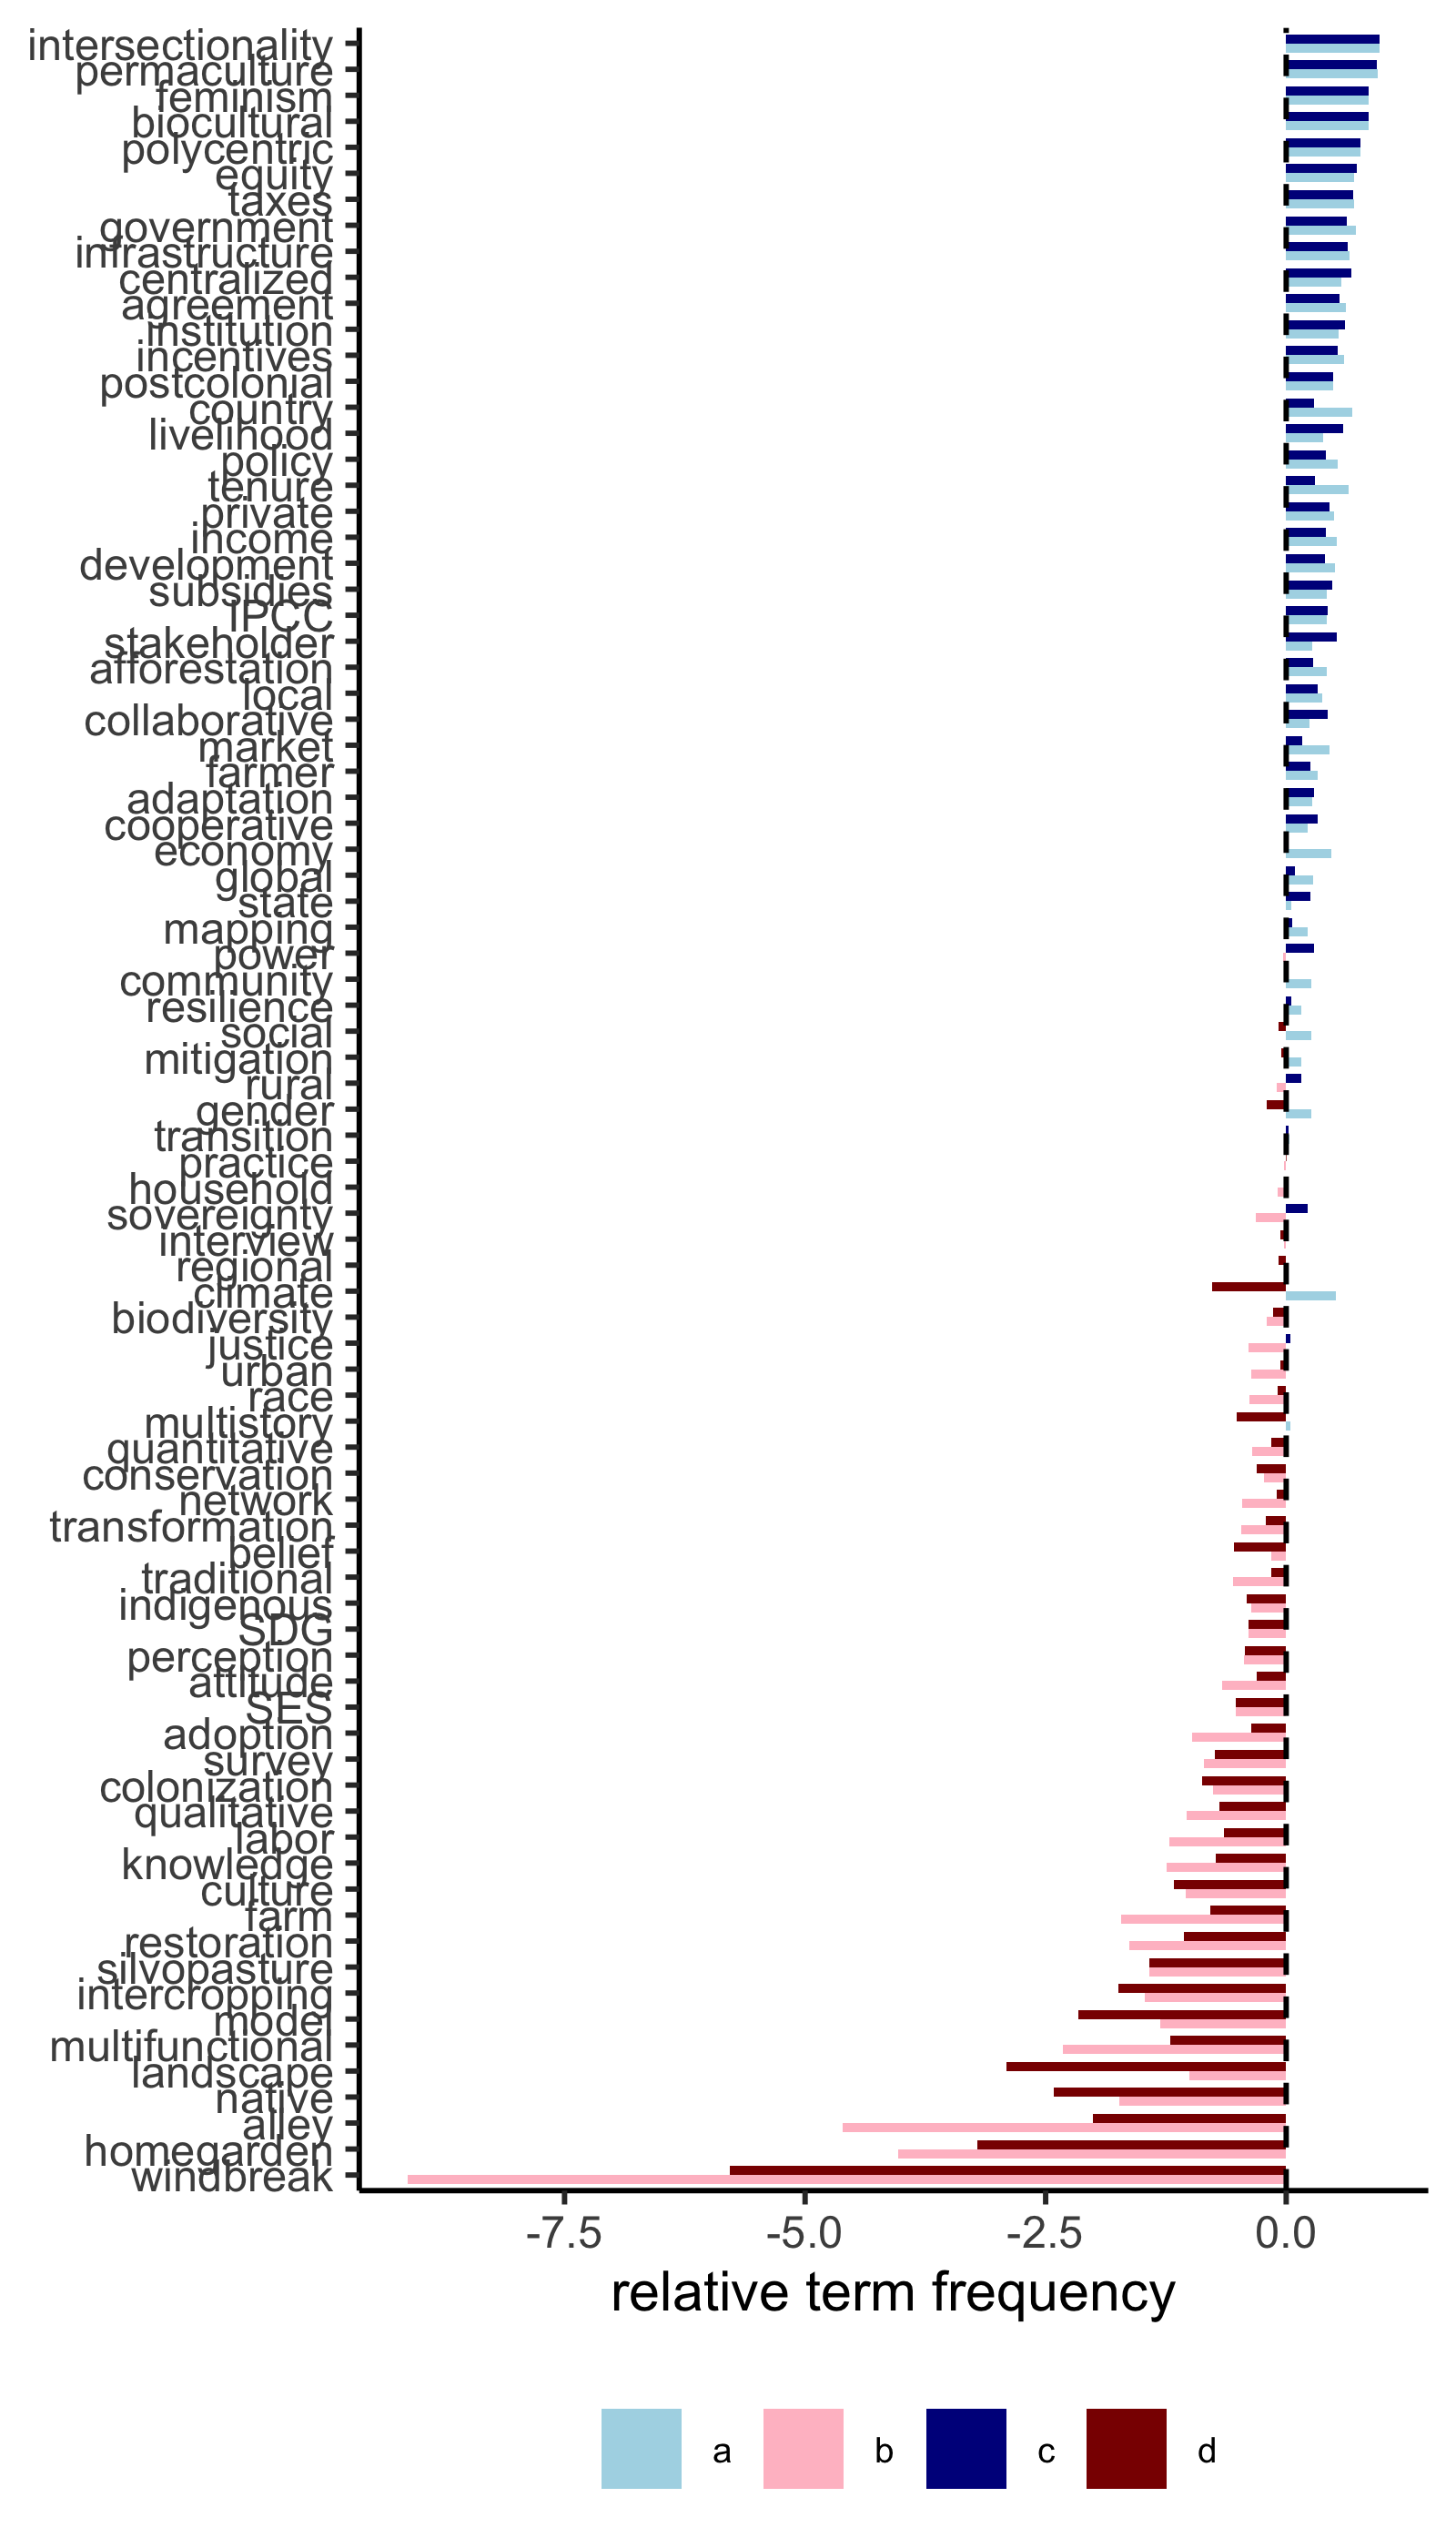 intersectionality
permaculture
feminism
biocultural
polycentric
equity
taxes
government
infrastructure
centralized
agreement
institution
incentives
postcolonial
country
livelihood
policy
tenure
private
income
development
subsidies
IPCC
stakeholder
afforestation
local
collaborative
market
farmer
adaptation
cooperative
economy
global
state
mapping
power
community
resilience
social
mitigation
rural
gender
transition
practice
household
sovereignty
interview
regional
climate
biodiversity
justice
urban
race
multistory
quantitative
conservation
network
transformation
belief
traditional
indigenous
SDG
perception
attitude
SES
adoption
survey
colonization
qualitative
labor
knowledge
culture
farm
restoration
silvopasture
intercropping
model
multifunctional
landscape
native
alley
homegarden
windbreak
-7.5 -5.0 -2.5 0.0
relative term frequency
a b c d